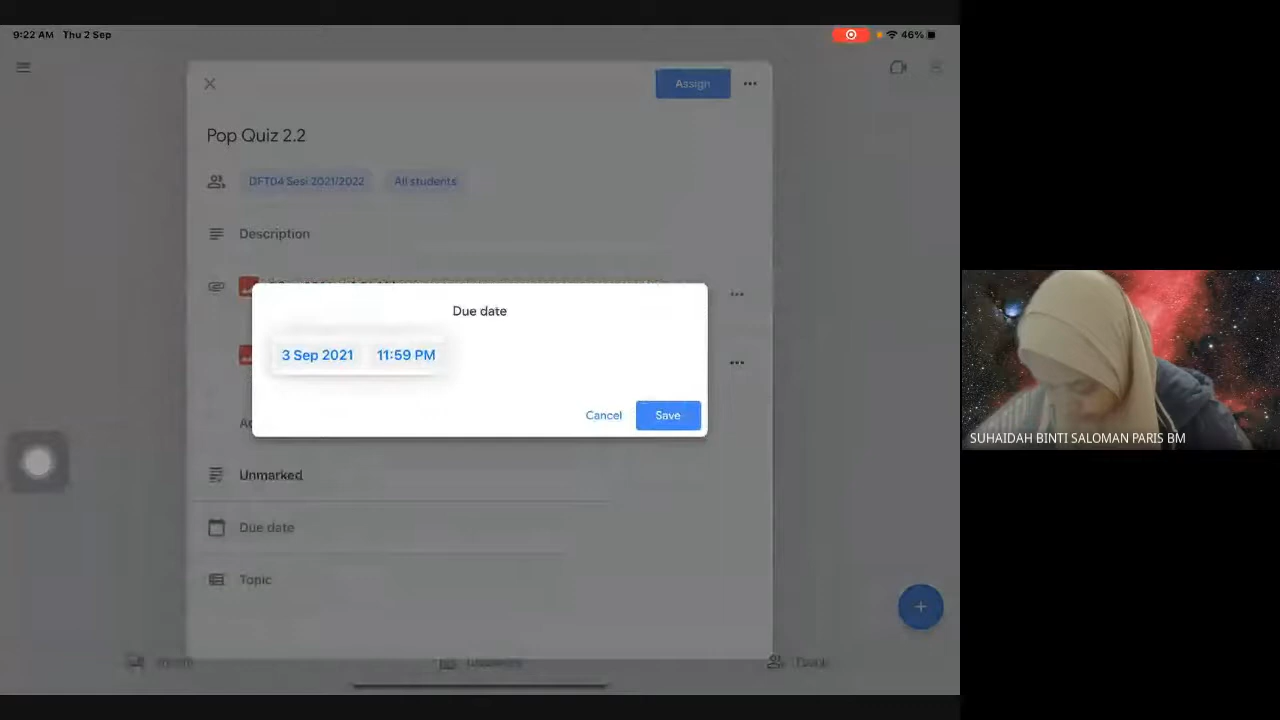 9:22 AM Thu 2 Sep
46%
Assign
Pop Quiz 2.2
DFT04 Sesi 2021/2022 All students
Description
Due date
3 Sep 2021 11:59 PM
Cancel Save
Unmarked
Due date
Topic
SUHAIDAH BINTI SALOMAN PARIS BM